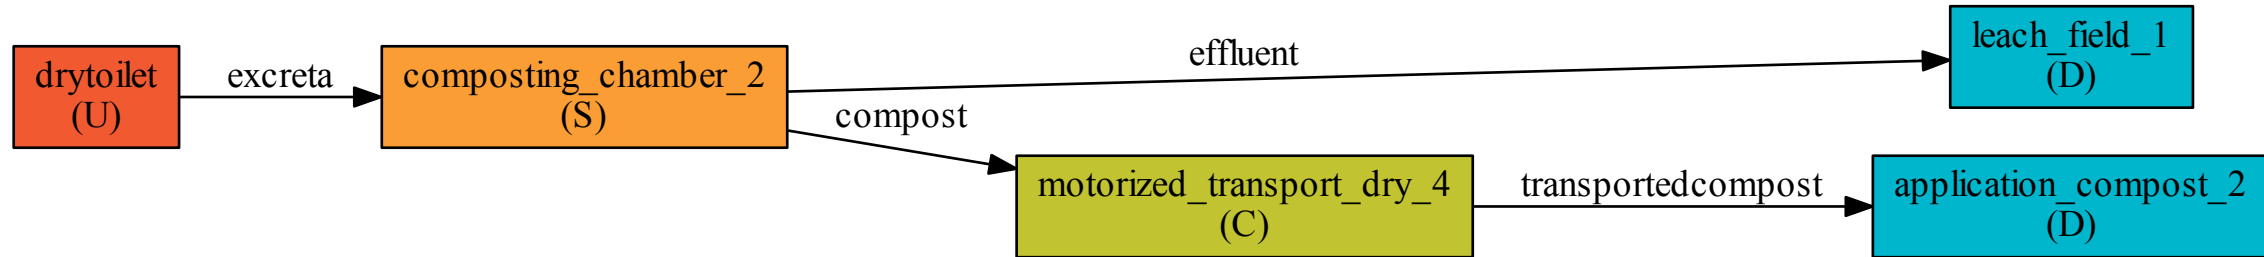 drytoilet
(U)
excreta
composting_chamber_2
(S)
effluent
leach_field_1
(D)
compost
motorized_transport_dry_4
(C)
transportedcompost
application_compost_2
(D)